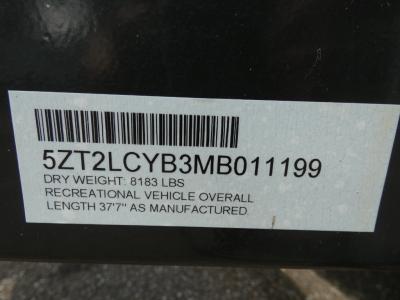 5ZT2LCYB3MB011199
DRY WEIGHT: 8183 LBS
RECREATIONAL VEHICLE OVERALL
LENGTH 37'7" AS MANUFACTURED.